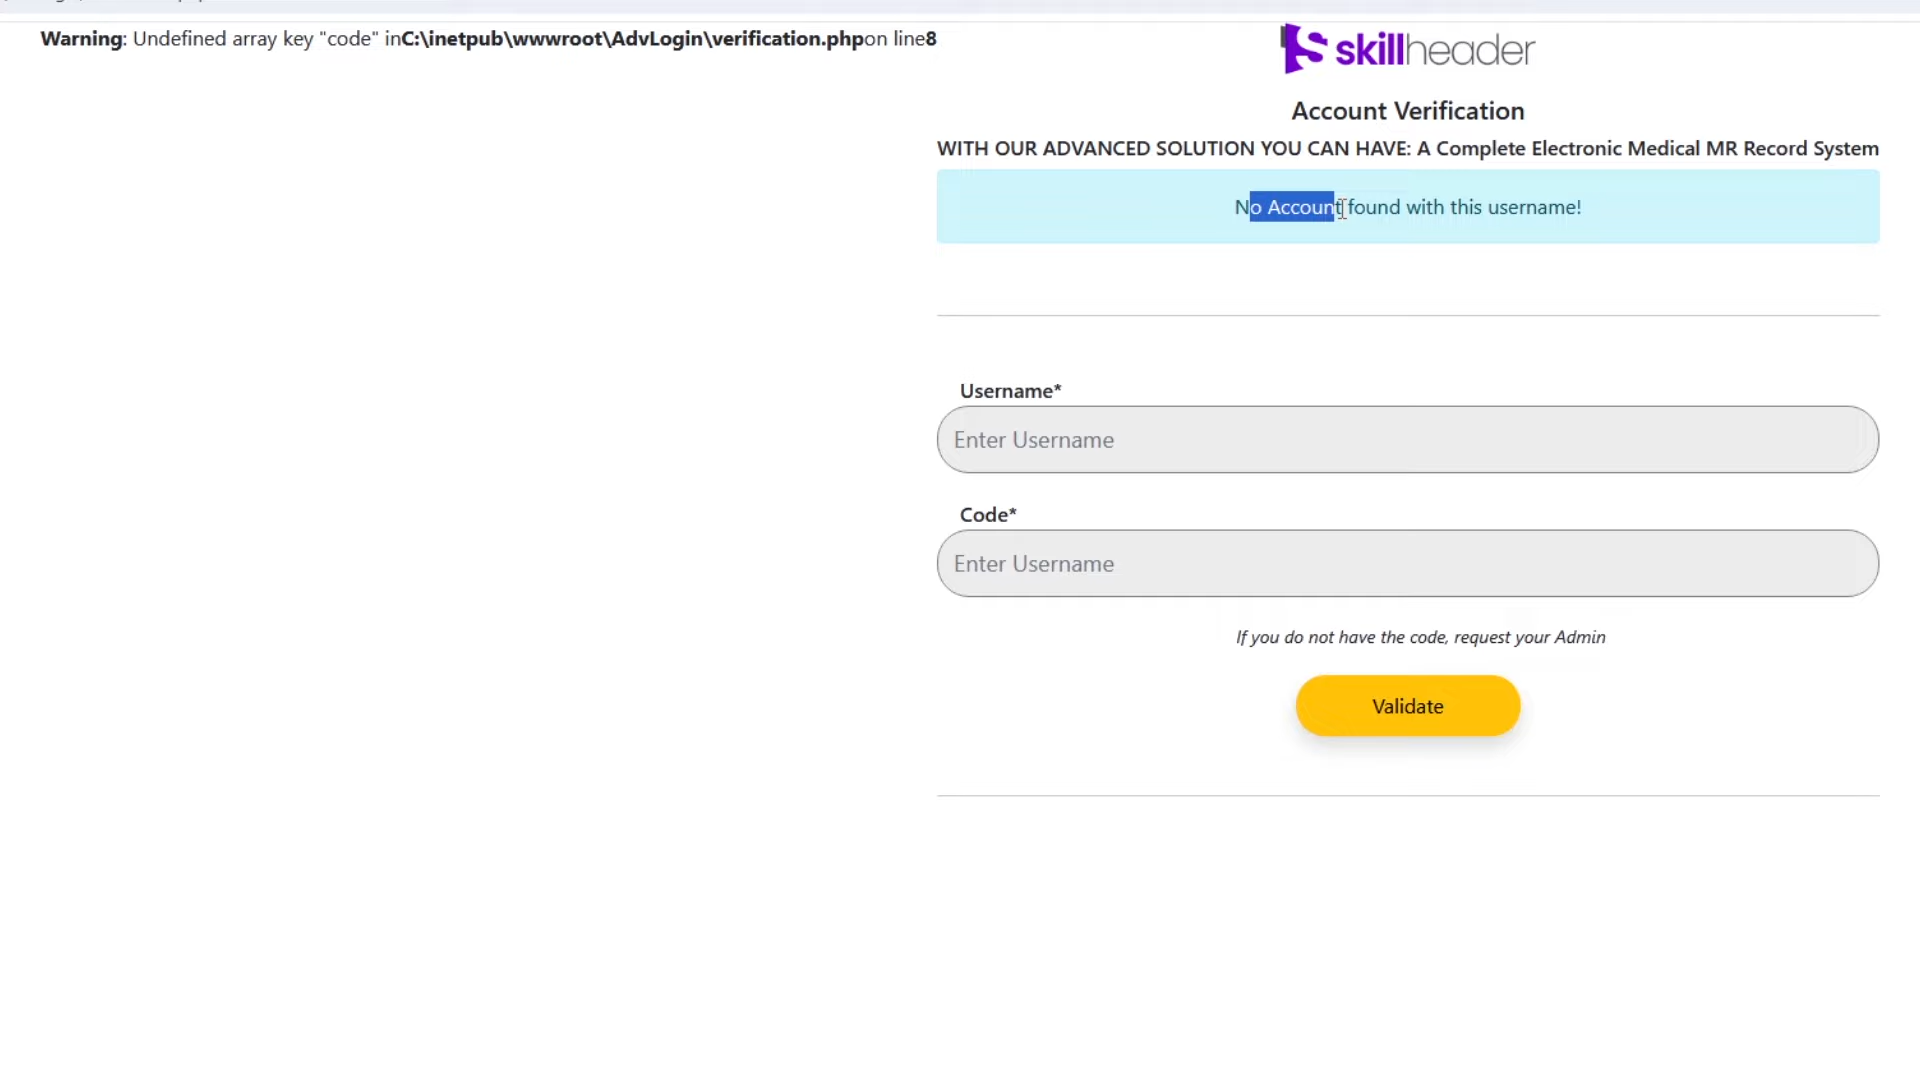 Warning: Undefined array key "code" inC:\inetpub\wwwroot\AdvLogin\verification.phpon line8
skillheader
Account Verification
WITH OUR ADVANCED SOLUTION YOU CAN HAVE: A Complete Electronic Medical MR Record System
No Account found with this username!
Username*
Enter Username
Code*
Enter Username
If you do not have the code, request your Admin
Validate